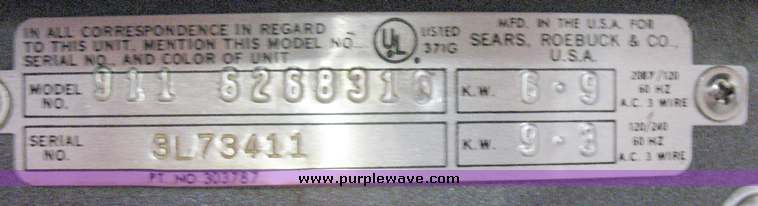 IN ALL CORRESPONDENCE IN REGARD
TO THIS UNIT, MENTION THIS MODEL NO.,
SERIAL NO., AND COLOR OF UNIT
UL
LISTED
371G
MFD. IN THE U.S.A. FOR
SEARS, ROEBUCK & CO.,
U.S.A.
MODEL NO. 911 6268310
K.W. 6.9
208Y/120
60 HZ
A.C. 3 WIRE
SERIAL NO. 3L73411
K.W. 9.3
120/240
60 HZ
A.C. 3 WIRE
PT. NO. 303787
www.purplewave.com